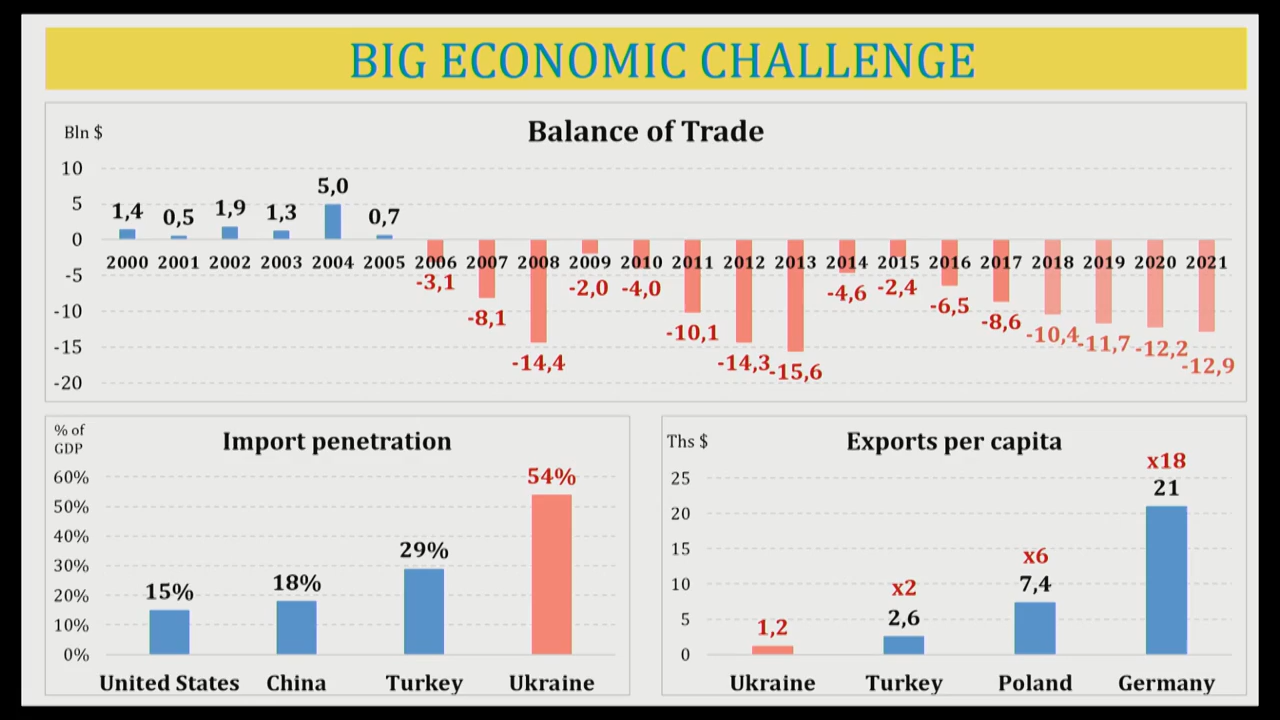 BIG ECONOMIC CHALLENGE
Bln $
Balance of Trade
10
5
0
-5
-10
-15
-20
1,4 0,5 1,9 1,3 5,0 0,7
2000 2001 2002 2003 2004 2005 2006 2007 2008 2009 2010 2011 2012 2013 2014 2015 2016 2017 2018 2019 2020 2021
-3,1 -8,1 -14,4 -2,0 -4,0 -10,1 -14,3 -15,6 -4,6 -2,4 -6,5 -8,6 -10,4 -11,7 -12,2 -12,9
% of
GDP
Import penetration
60%
50%
40%
30%
20%
10%
0%
15% 18% 29% 54%
United States China Turkey Ukraine
Ths $
Exports per capita
25
20
15
10
5
0
x2 x6 x18
1,2 2,6 7,4 21
Ukraine Turkey Poland Germany